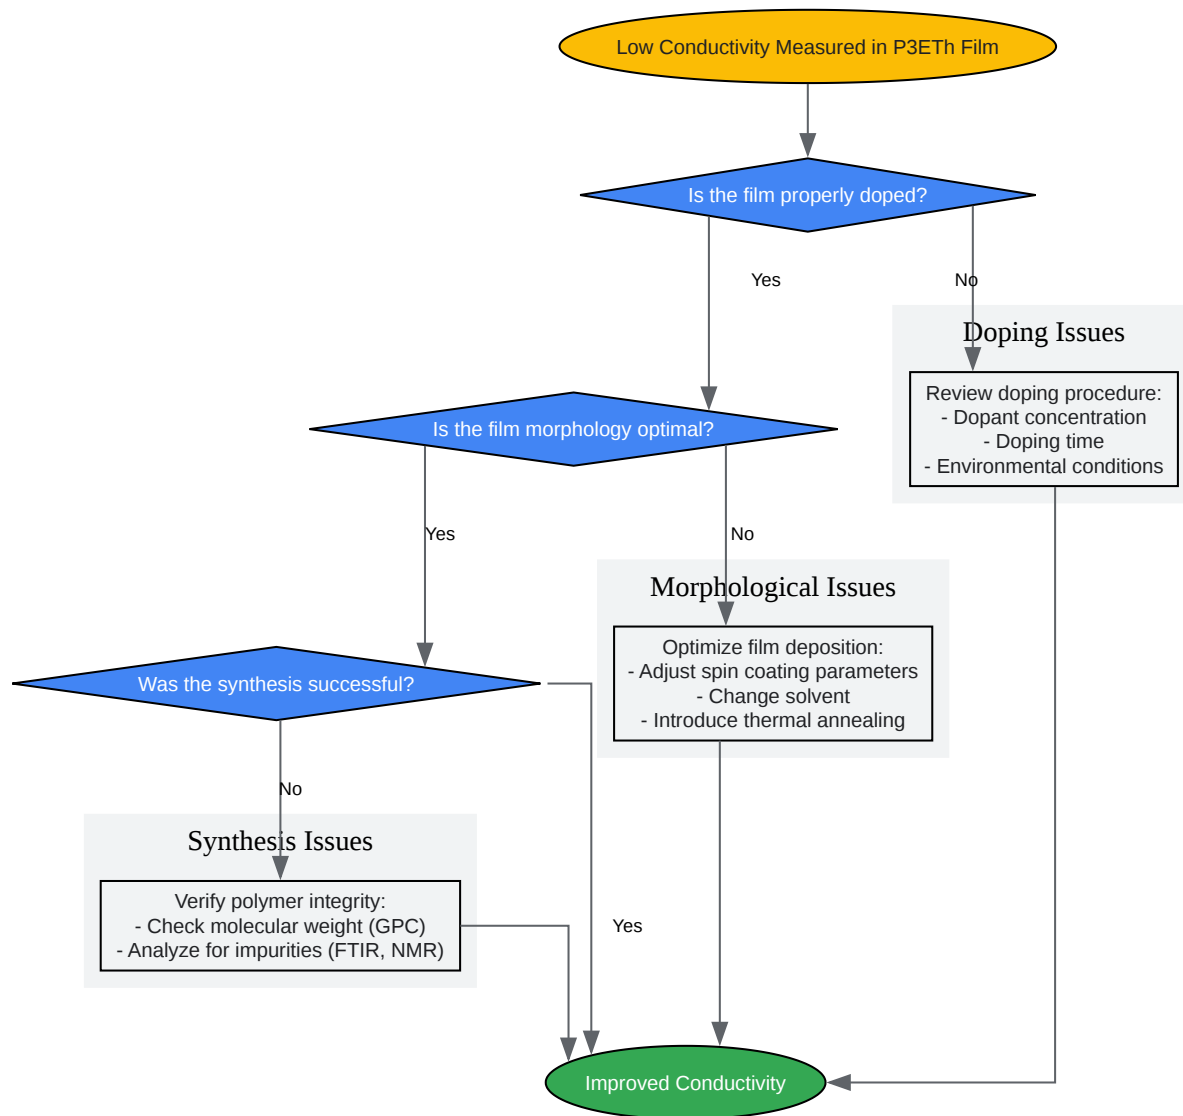 Low Conductivity Measured in P3ETh Film
Is the film properly doped?
Yes
No
Doping Issues
Review doping procedure:
- Dopant concentration
- Doping time
- Environmental conditions
Is the film morphology optimal?
Yes
No
Morphological Issues
Optimize film deposition:
- Adjust spin coating parameters
- Change solvent
- Introduce thermal annealing
Was the synthesis successful?
No
Synthesis Issues
Verify polymer integrity:
- Check molecular weight (GPC)
- Analyze for impurities (FTIR, NMR)
Yes
Improved Conductivity